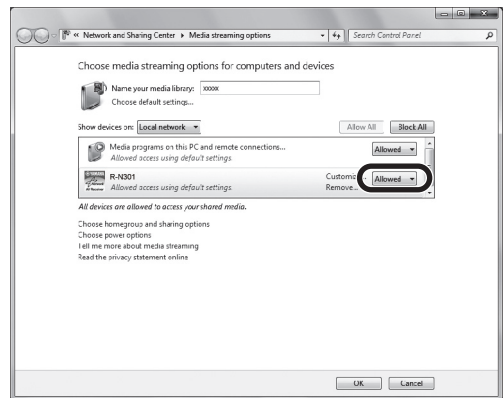 « Network and Sharing Center ▸ Media streaming options
Search Control Panel
Choose media streaming options for computers and devices
Name your media library: xxxxx
Choose default settings...
Show devices on: Local network
Allow All Block All
Media programs on this PC and remote connections...
Allowed access using default settings
Allowed
R-N301
Allowed access using default settings
Remove...
Allowed
All devices are allowed to access your shared media.
Choose homegroup and sharing options
Choose power options
Tell me more about media streaming
Read the privacy statement online
OK Cancel